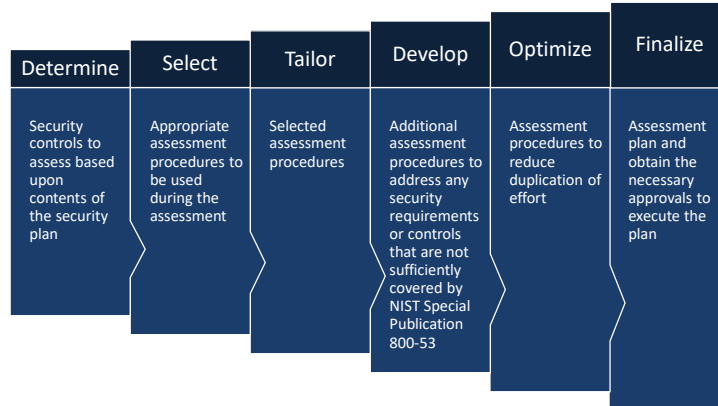 Determine
Security
controls to
assess based
upon
contents of
the security
plan
Select
Appropriate
assessment
procedures to
be used
during the
assessment
Tailor
Selected
assessment
procedures
Develop
Additional
assessment
procedures to
address any
security
requirements
or controls
that are not
sufficiently
covered by
NIST Special
Publication
800-53
Optimize
Assessment
procedures to
reduce
duplication of
effort
Finalize
Assessment
plan and
obtain the
necessary
approvals to
execute the
plan